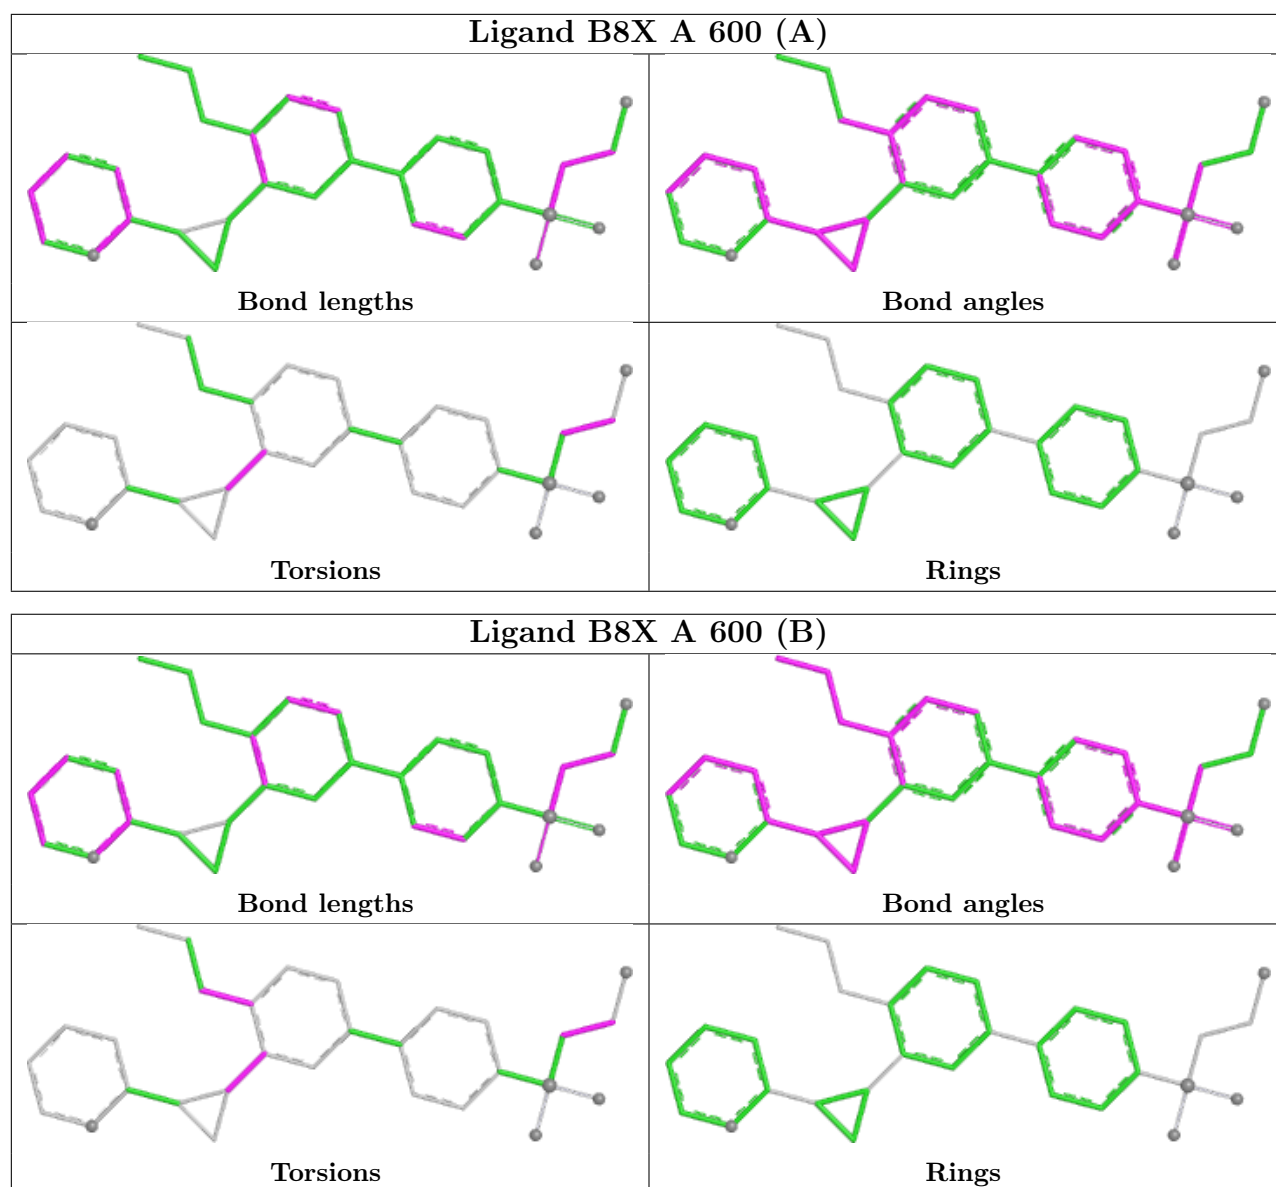 Ligand B8X A 600 (A)
Bond lengths
Bond angles
Torsions
Rings
Ligand B8X A 600 (B)
Bond lengths
Bond angles
Torsions
Rings